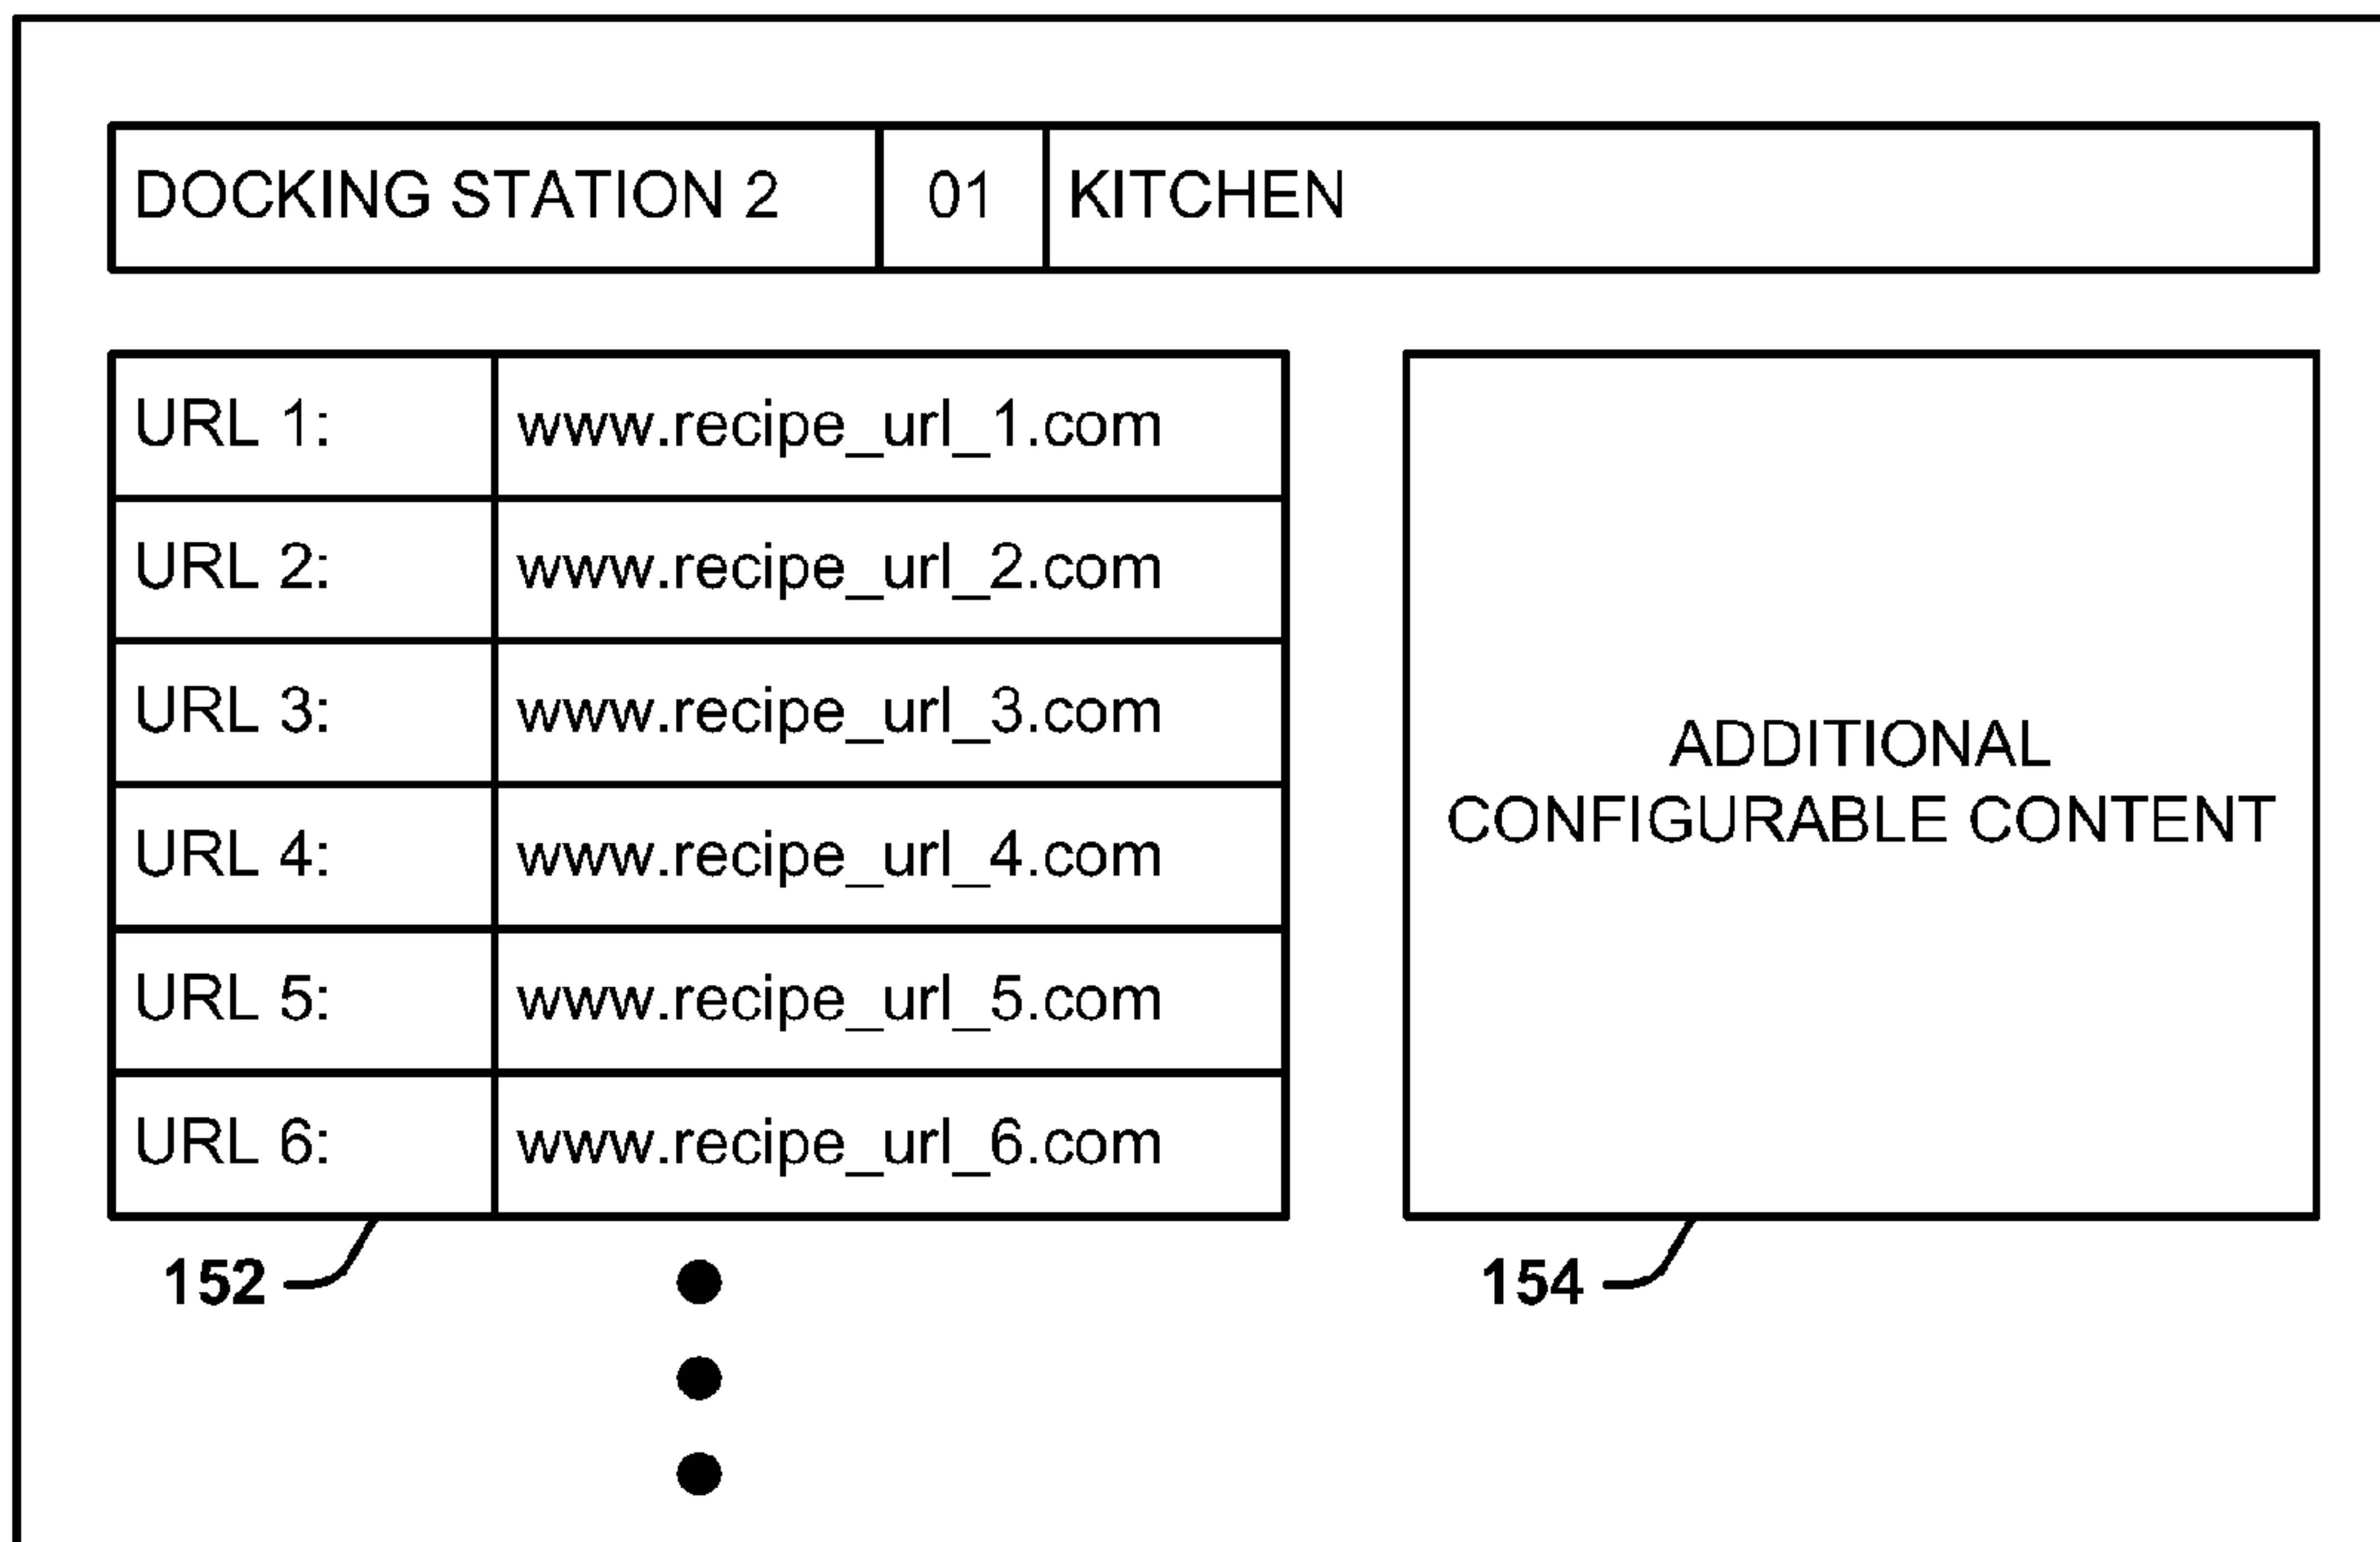 DOCKING STATION 2 01 KITCHEN
URL 1: www.recipe_url_1.com
URL 2: www.recipe_url_2.com
URL 3: www.recipe_url_3.com
URL 4: www.recipe_url_4.com
URL 5: www.recipe_url_5.com
URL 6: www.recipe_url_6.com
152
ADDITIONAL
CONFIGURABLE CONTENT
154